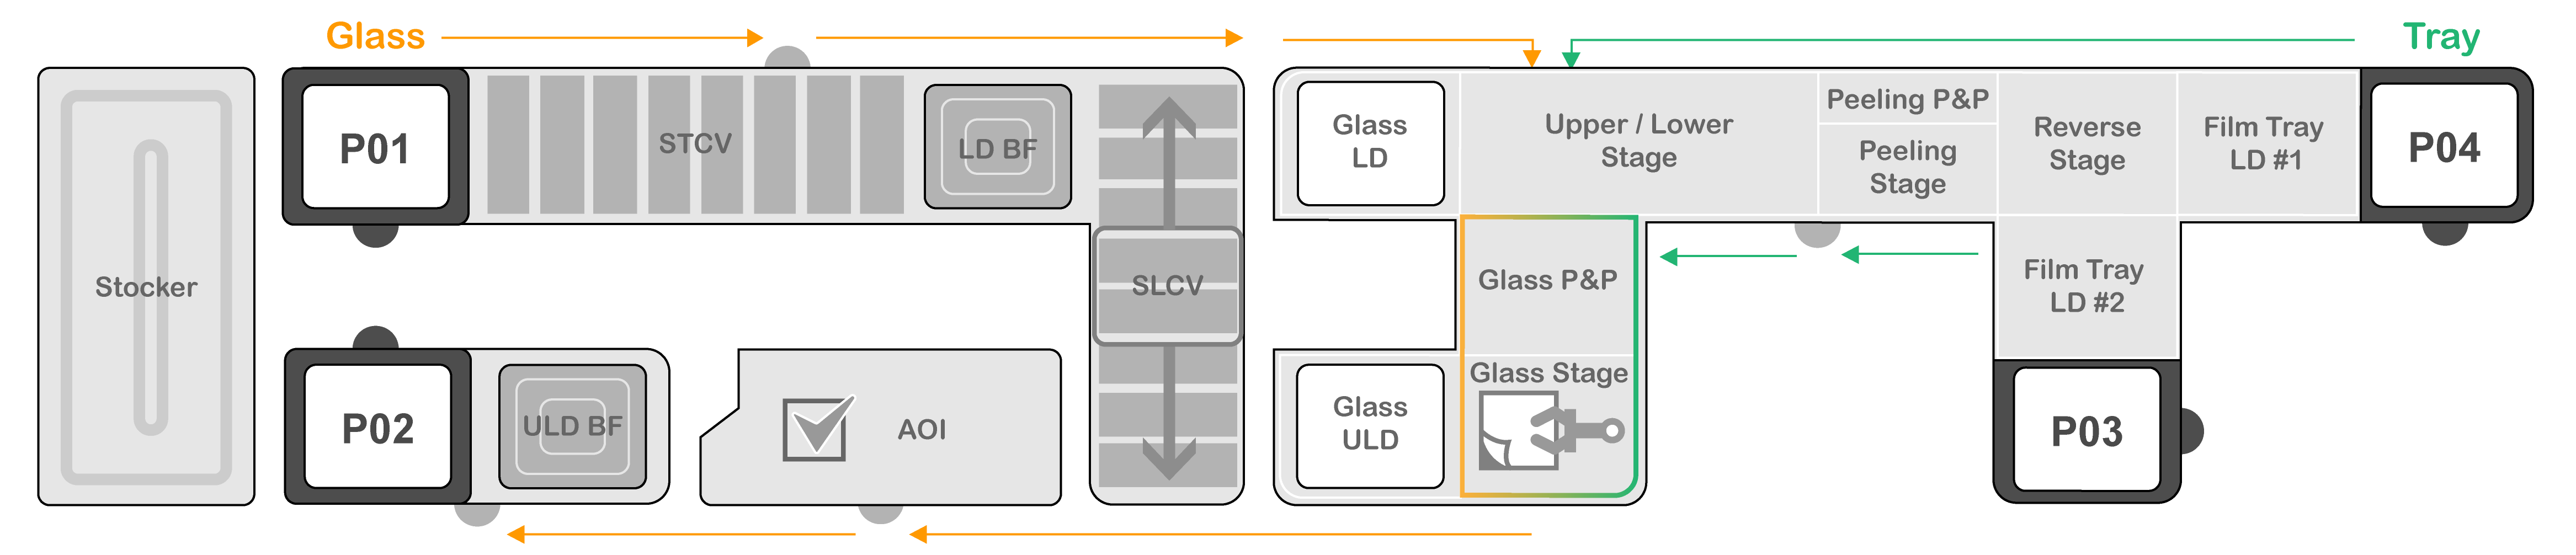 Glass
Tray
Stocker
P01
STCV
LD BF
SLCV
P02
ULD BF
AOI
Glass
LD
Upper / Lower
Stage
Peeling P&P
Peeling
Stage
Reverse
Stage
Film Tray
LD #1
P04
Glass P&P
Film Tray
LD #2
Glass Stage
Glass
ULD
P03